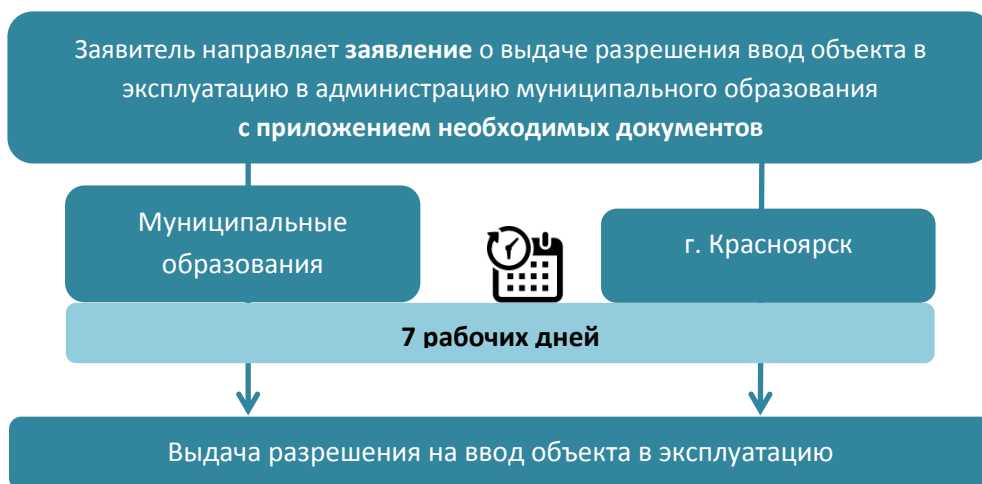 Заявитель направляет заявление о выдаче разрешения ввод объекта в
эксплуатацию в администрацию муниципального образования
с приложением необходимых документов
Муниципальные
образования
г. Красноярск
7 рабочих дней
Выдача разрешения на ввод объекта в эксплуатацию